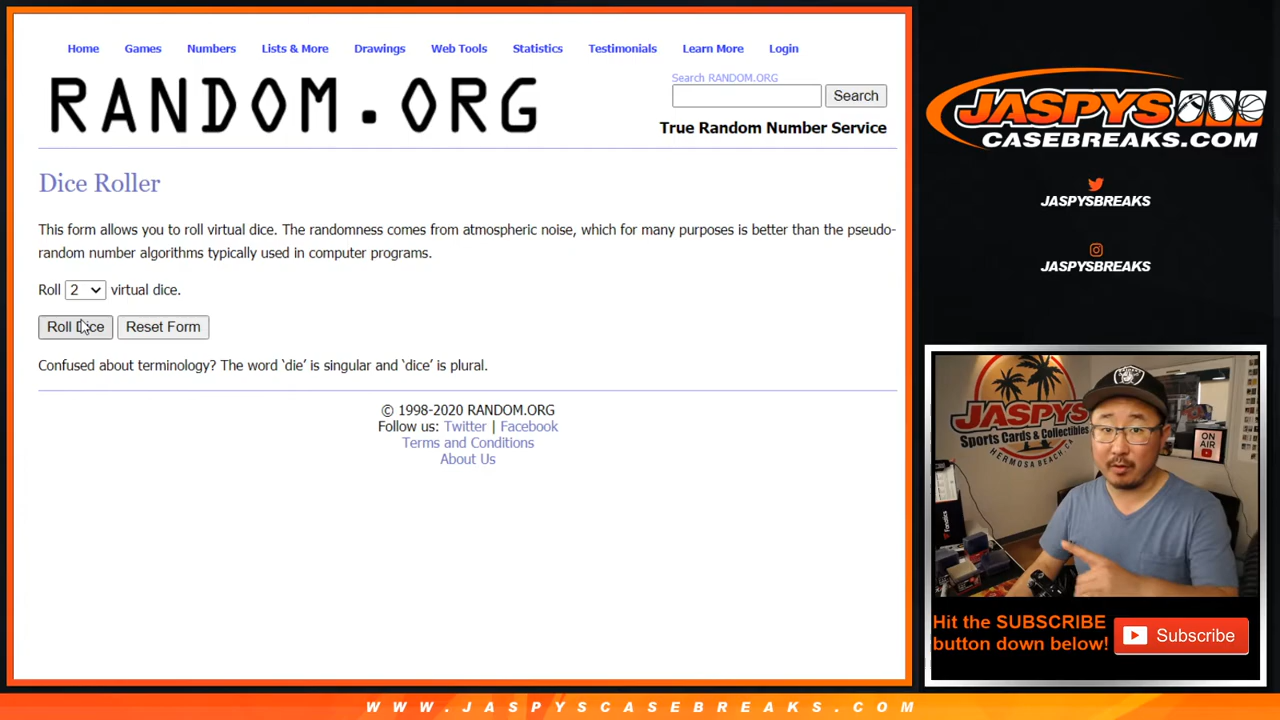 Home Games Numbers Lists & More Drawings Web Tools Statistics Testimonials Learn More Login
RANDOM.ORG
Search RANDOM.ORG
Search
True Random Number Service
Dice Roller
This form allows you to roll virtual dice. The randomness comes from atmospheric noise, which for many purposes is better than the pseudo-
random number algorithms typically used in computer programs.
Roll 2 virtual dice.
Roll Dice Reset Form
Confused about terminology? The word ‘die’ is singular and ‘dice’ is plural.
© 1998-2020 RANDOM.ORG
Follow us: Twitter | Facebook
Terms and Conditions
About Us
JASPYS
CASEBREAKS.COM
JASPYSBREAKS
JASPYSBREAKS
JASPYS
Sports Cards & Collectibles
HERMOSA BEACH, CA
ON
AIR
Fanatics
Hit the SUBSCRIBE
button down below!
Subscribe
WWW.JASPYSCASEBREAKS.COM